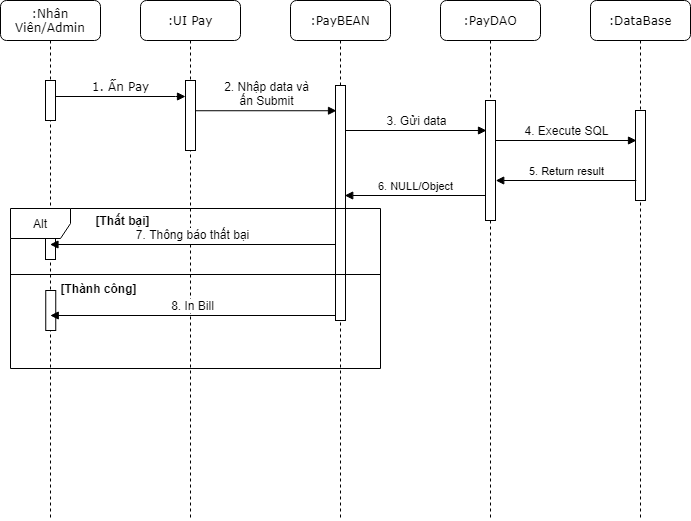 :Nhân
Viên/Admin
:UI Pay
:PayBEAN
:PayDAO
:DataBase
1. Ấn Pay
2. Nhập data và
ấn Submit
3. Gửi data
4. Execute SQL
5. Return result
6. NULL/Object
Alt
[Thất bại]
7. Thông báo thất bại
[Thành công]
8. In Bill